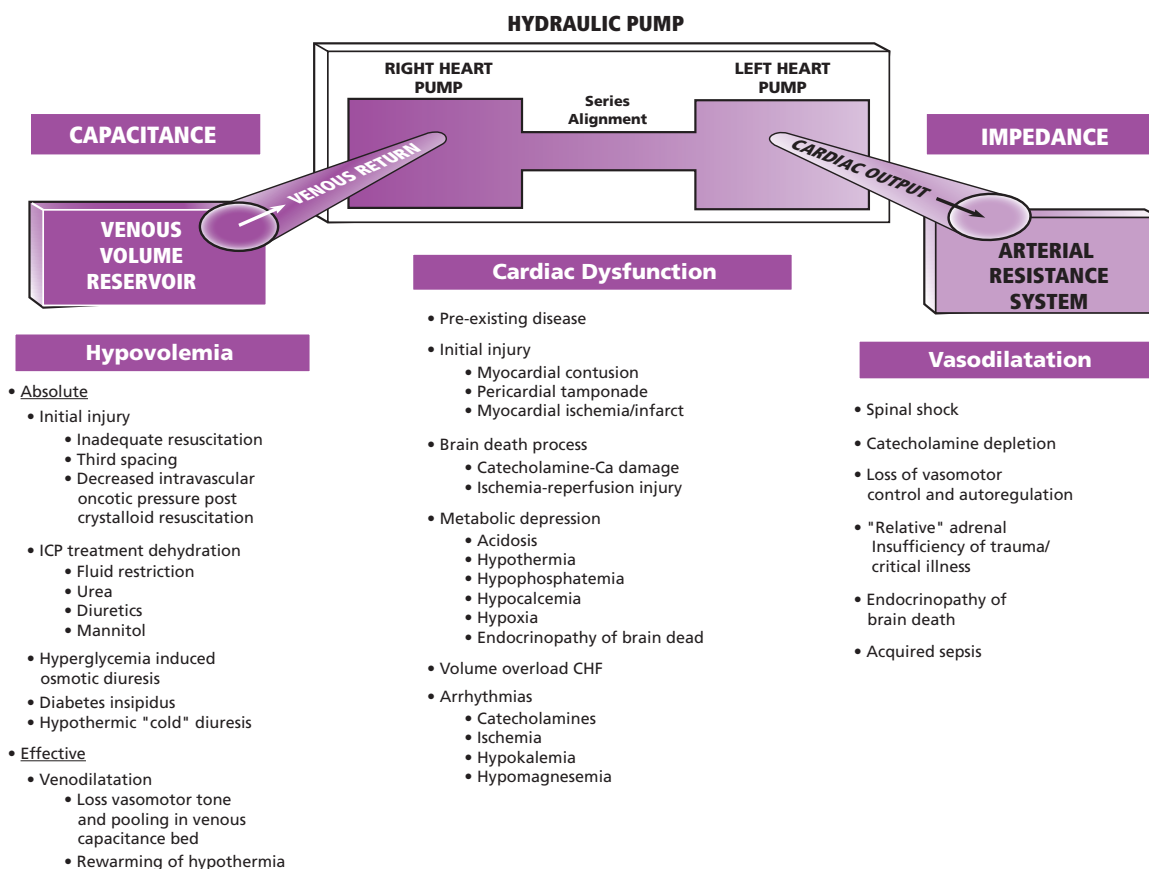 HYDRAULIC PUMP
RIGHT HEART
PUMP
LEFT HEART
PUMP
Series
Alignment
CAPACITANCE
IMPEDANCE
VENOUS RETURN
CARDIAC OUTPUT
VENOUS
VOLUME
RESERVOIR
ARTERIAL
RESISTANCE
SYSTEM
Hypovolemia
• Absolute
• Initial injury
• Inadequate resuscitation
• Third spacing
• Decreased intravascular
oncotic pressure post
crystalloid resuscitation
• ICP treatment dehydration
• Fluid restriction
• Urea
• Diuretics
• Mannitol
• Hyperglycemia induced
osmotic diuresis
• Diabetes insipidus
• Hypothermic "cold" diuresis
• Effective
• Venodilatation
• Loss vasomotor tone
and pooling in venous
capacitance bed
• Rewarming of hypothermia
Cardiac Dysfunction
• Pre-existing disease
• Initial injury
• Myocardial contusion
• Pericardial tamponade
• Myocardial ischemia/infarct
• Brain death process
• Catecholamine-Ca damage
• Ischemia-reperfusion injury
• Metabolic depression
• Acidosis
• Hypothermia
• Hypophosphatemia
• Hypocalcemia
• Hypoxia
• Endocrinopathy of brain dead
• Volume overload CHF
• Arrhythmias
• Catecholamines
• Ischemia
• Hypokalemia
• Hypomagnesemia
Vasodilatation
• Spinal shock
• Catecholamine depletion
• Loss of vasomotor
control and autoregulation
• "Relative" adrenal
Insufficiency of trauma/
critical illness
• Endocrinopathy of
brain death
• Acquired sepsis